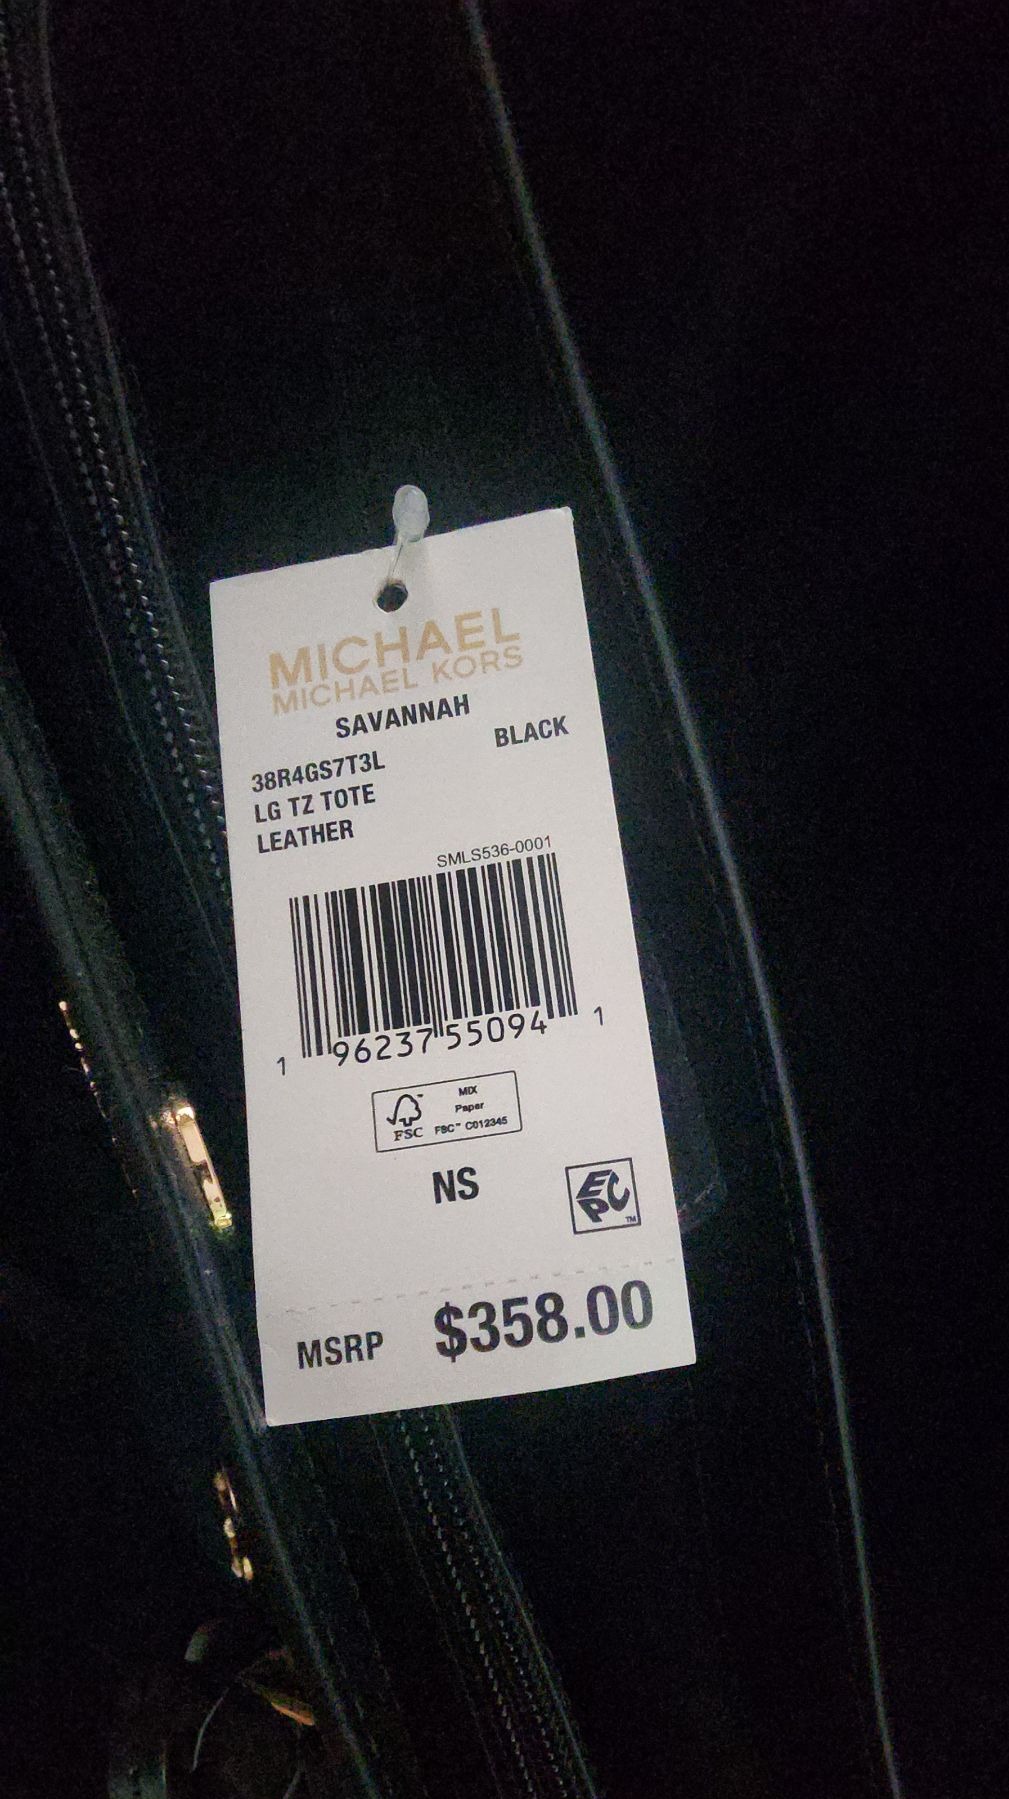 MICHAEL
MICHAEL KORS
SAVANNAH
BLACK
38R4GS7T3L
LG TZ TOTE
LEATHER
SMLS536-0001
1 96237 55094 1
FSC
MIX
Paper
FSC™ C012345
NS
EPC™
MSRP $358.00